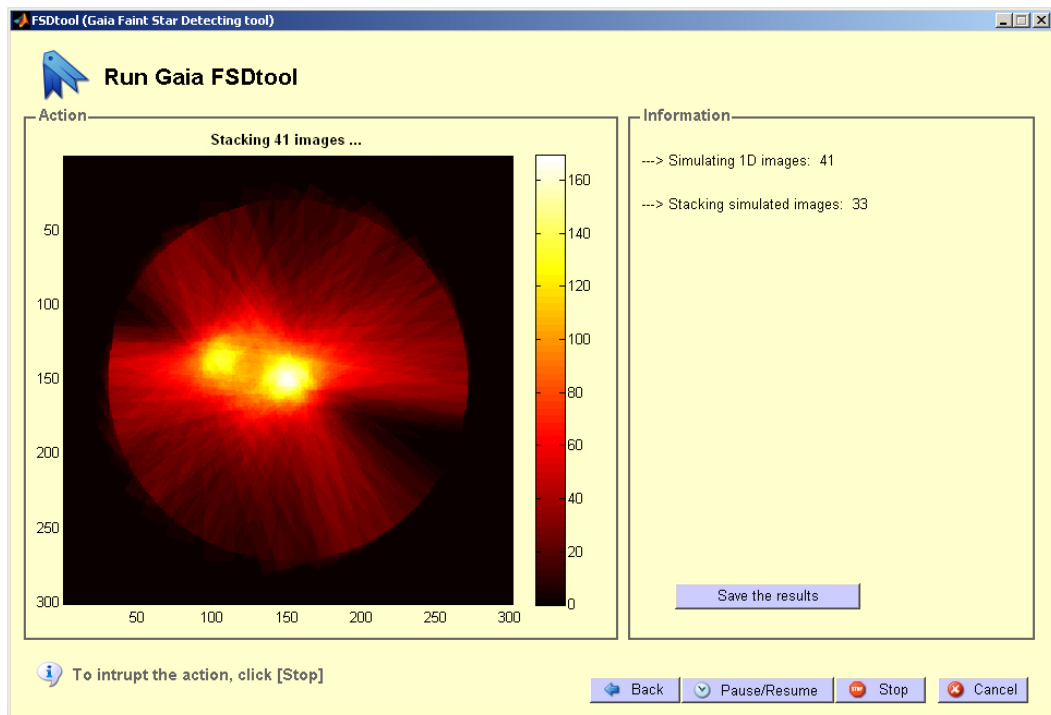 FSDtool (Gaia Faint Star Detecting tool)
Run Gaia FSDtool
Action
Stacking 41 images ...
50
100
150
200
250
300
50
100
150
200
250
300
160
140
120
100
80
60
40
20
0
Information
---> Simulating 1D images: 41
---> Stacking simulated images: 33
Save the results
To intrupt the action, click [Stop]
Back
Pause/Resume
STOP
Stop
Cancel